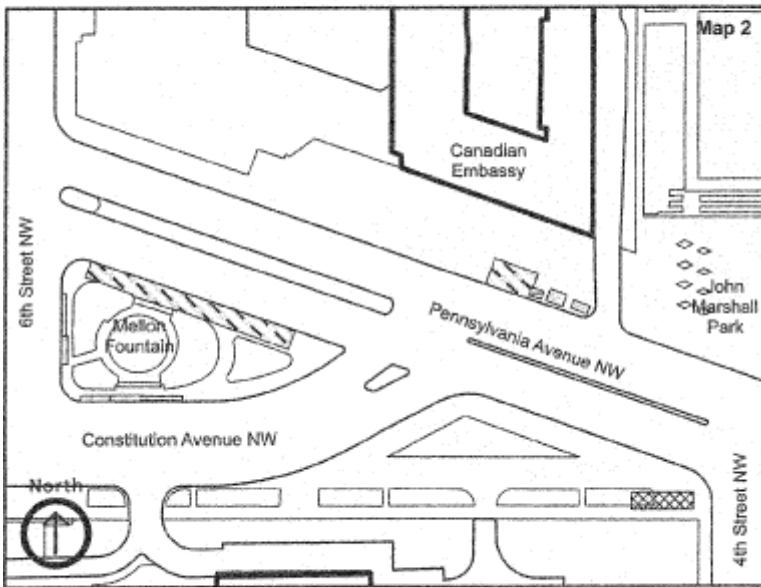 Map 2
Canadian
Embassy
6th Street NW
Mellon
Fountain
Pennsylvania Avenue NW
John
Marshall
Park
Constitution Avenue NW
North
4th Street NW